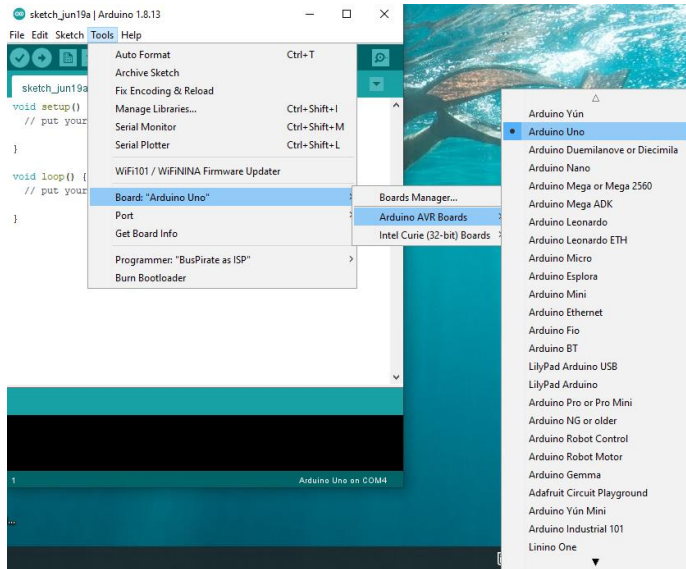 sketch_jun19a | Arduino 1.8.13
File Edit Sketch Tools Help
sketch_jun19a
void setup()
// put your
}
void loop() {
// put your
}
Auto Format Ctrl+T
Archive Sketch
Fix Encoding & Reload
Manage Libraries... Ctrl+Shift+I
Serial Monitor Ctrl+Shift+M
Serial Plotter Ctrl+Shift+L
WiFi101 / WiFiNINA Firmware Updater
Board: "Arduino Uno"
Port
Get Board Info
Programmer: "BusPirate as ISP"
Burn Bootloader
Boards Manager...
Arduino AVR Boards
Intel Curie (32-bit) Boards
Arduino Yún
Arduino Uno
Arduino Duemilanove or Diecimila
Arduino Nano
Arduino Mega or Mega 2560
Arduino Mega ADK
Arduino Leonardo
Arduino Leonardo ETH
Arduino Micro
Arduino Esplora
Arduino Mini
Arduino Ethernet
Arduino Fio
Arduino BT
LilyPad Arduino USB
LilyPad Arduino
Arduino Pro or Pro Mini
Arduino NG or older
Arduino Robot Control
Arduino Robot Motor
Arduino Gemma
Adafruit Circuit Playground
Arduino Yún Mini
Arduino Industrial 101
Linino One
1 Arduino Uno on COM4
...